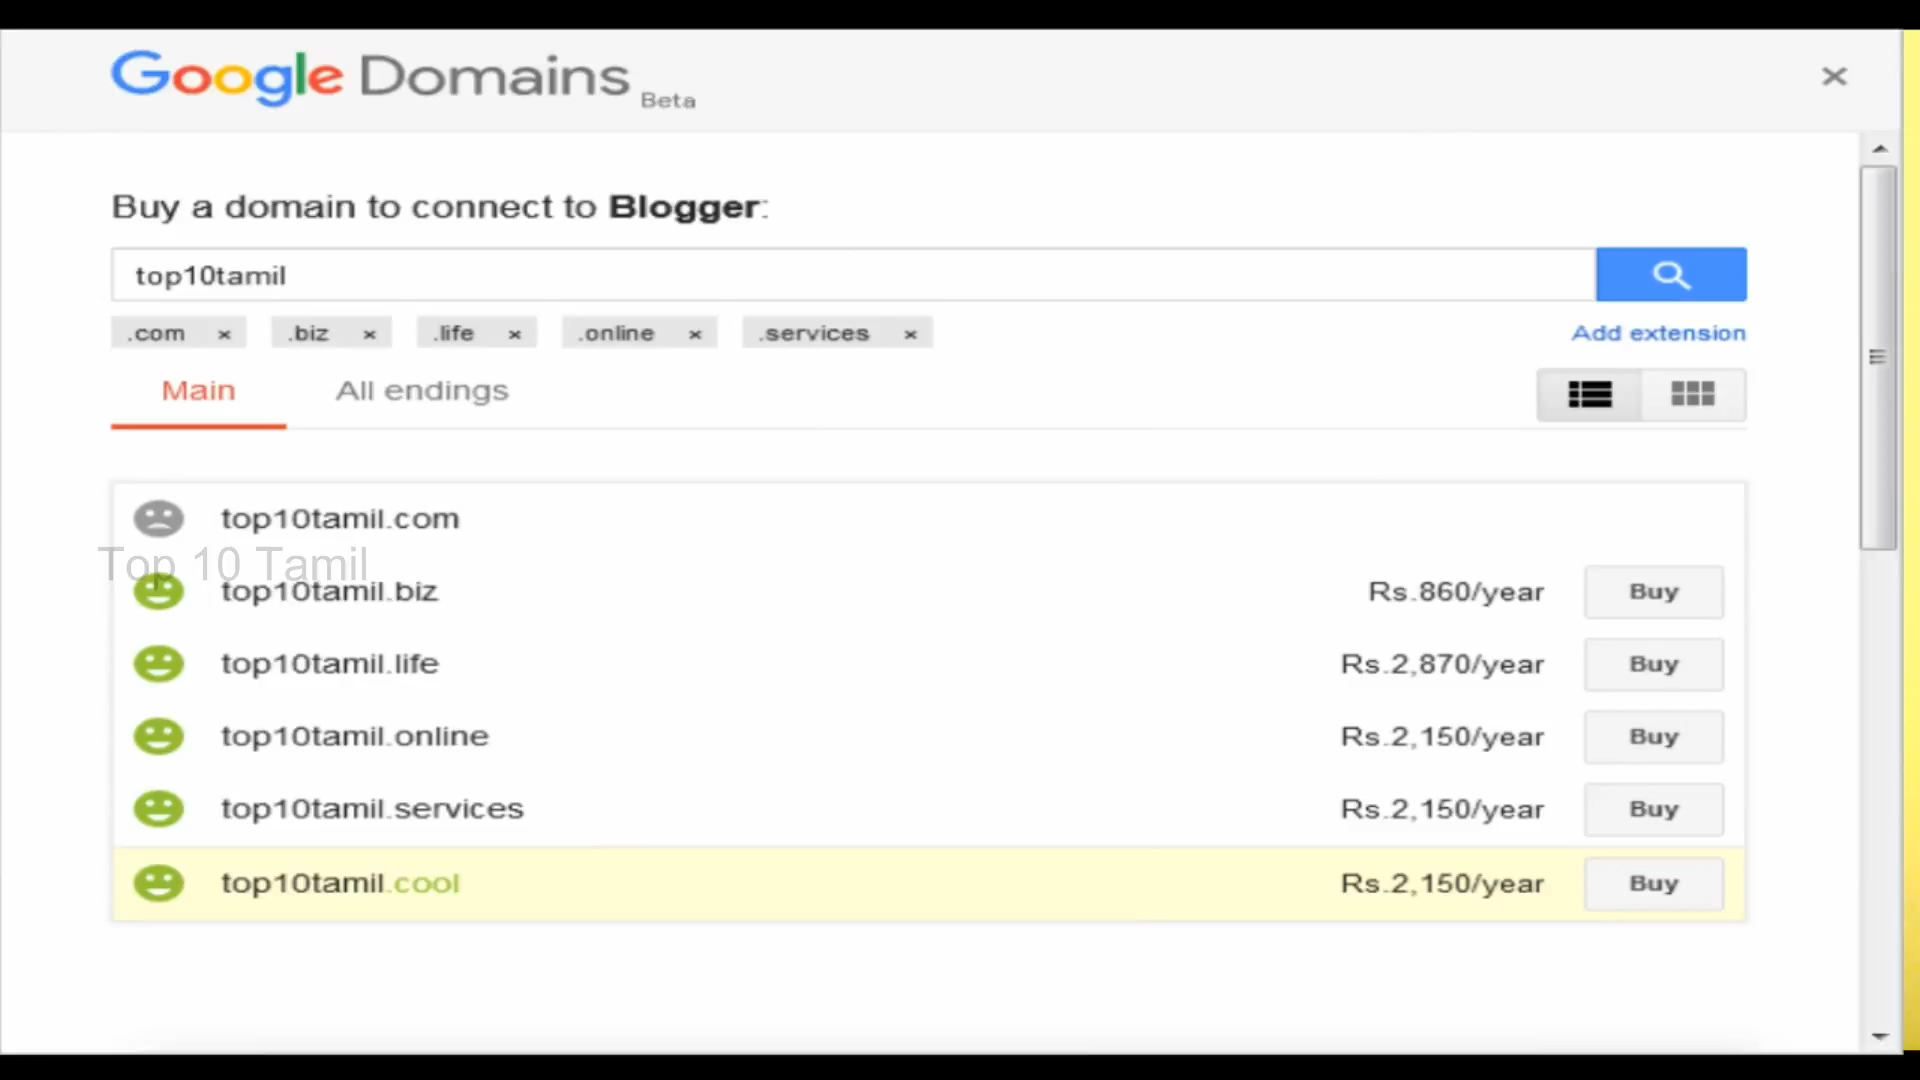 Google Domains Beta
Buy a domain to connect to Blogger:
top10tamil
.com × .biz × .life × .online × .services × Add extension
Main All endings
top10tamil.com
Top 10 Tamil
top10tamil.biz Rs.860/year Buy
top10tamil.life Rs.2,870/year Buy
top10tamil.online Rs.2,150/year Buy
top10tamil.services Rs.2,150/year Buy
top10tamil.cool Rs.2,150/year Buy